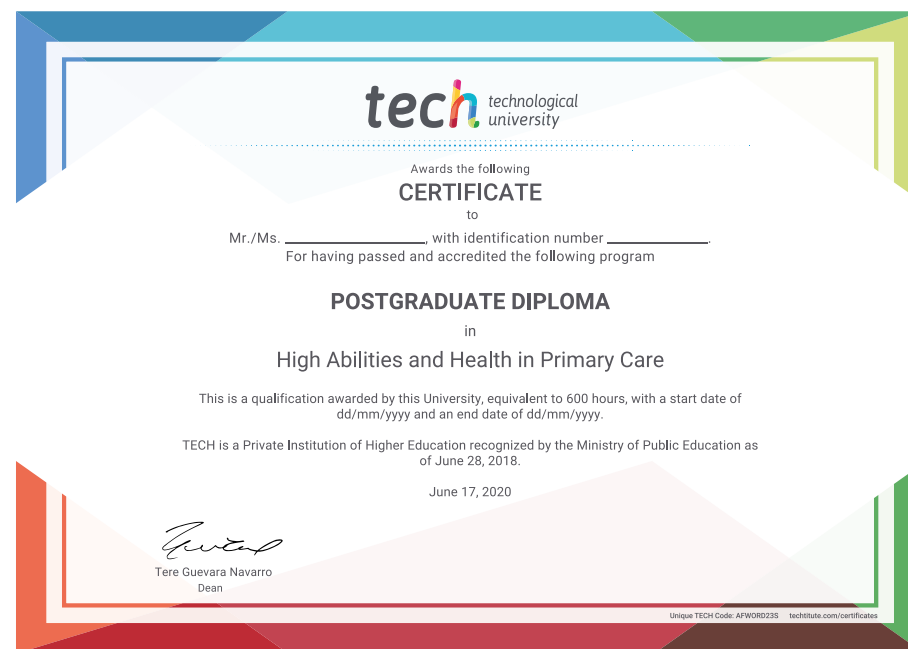 tech technological
university
Awards the following
CERTIFICATE
to
Mr./Ms. ____________________, with identification number ______________.
For having passed and accredited the following program
POSTGRADUATE DIPLOMA
in
High Abilities and Health in Primary Care
This is a qualification awarded by this University, equivalent to 600 hours, with a start date of
dd/mm/yyyy and an end date of dd/mm/yyyy.
TECH is a Private Institution of Higher Education recognized by the Ministry of Public Education as
of June 28, 2018.
June 17, 2020
Tere Guevara Navarro
Dean
Unique TECH Code: AFWORD23S techtitute.com/certificates